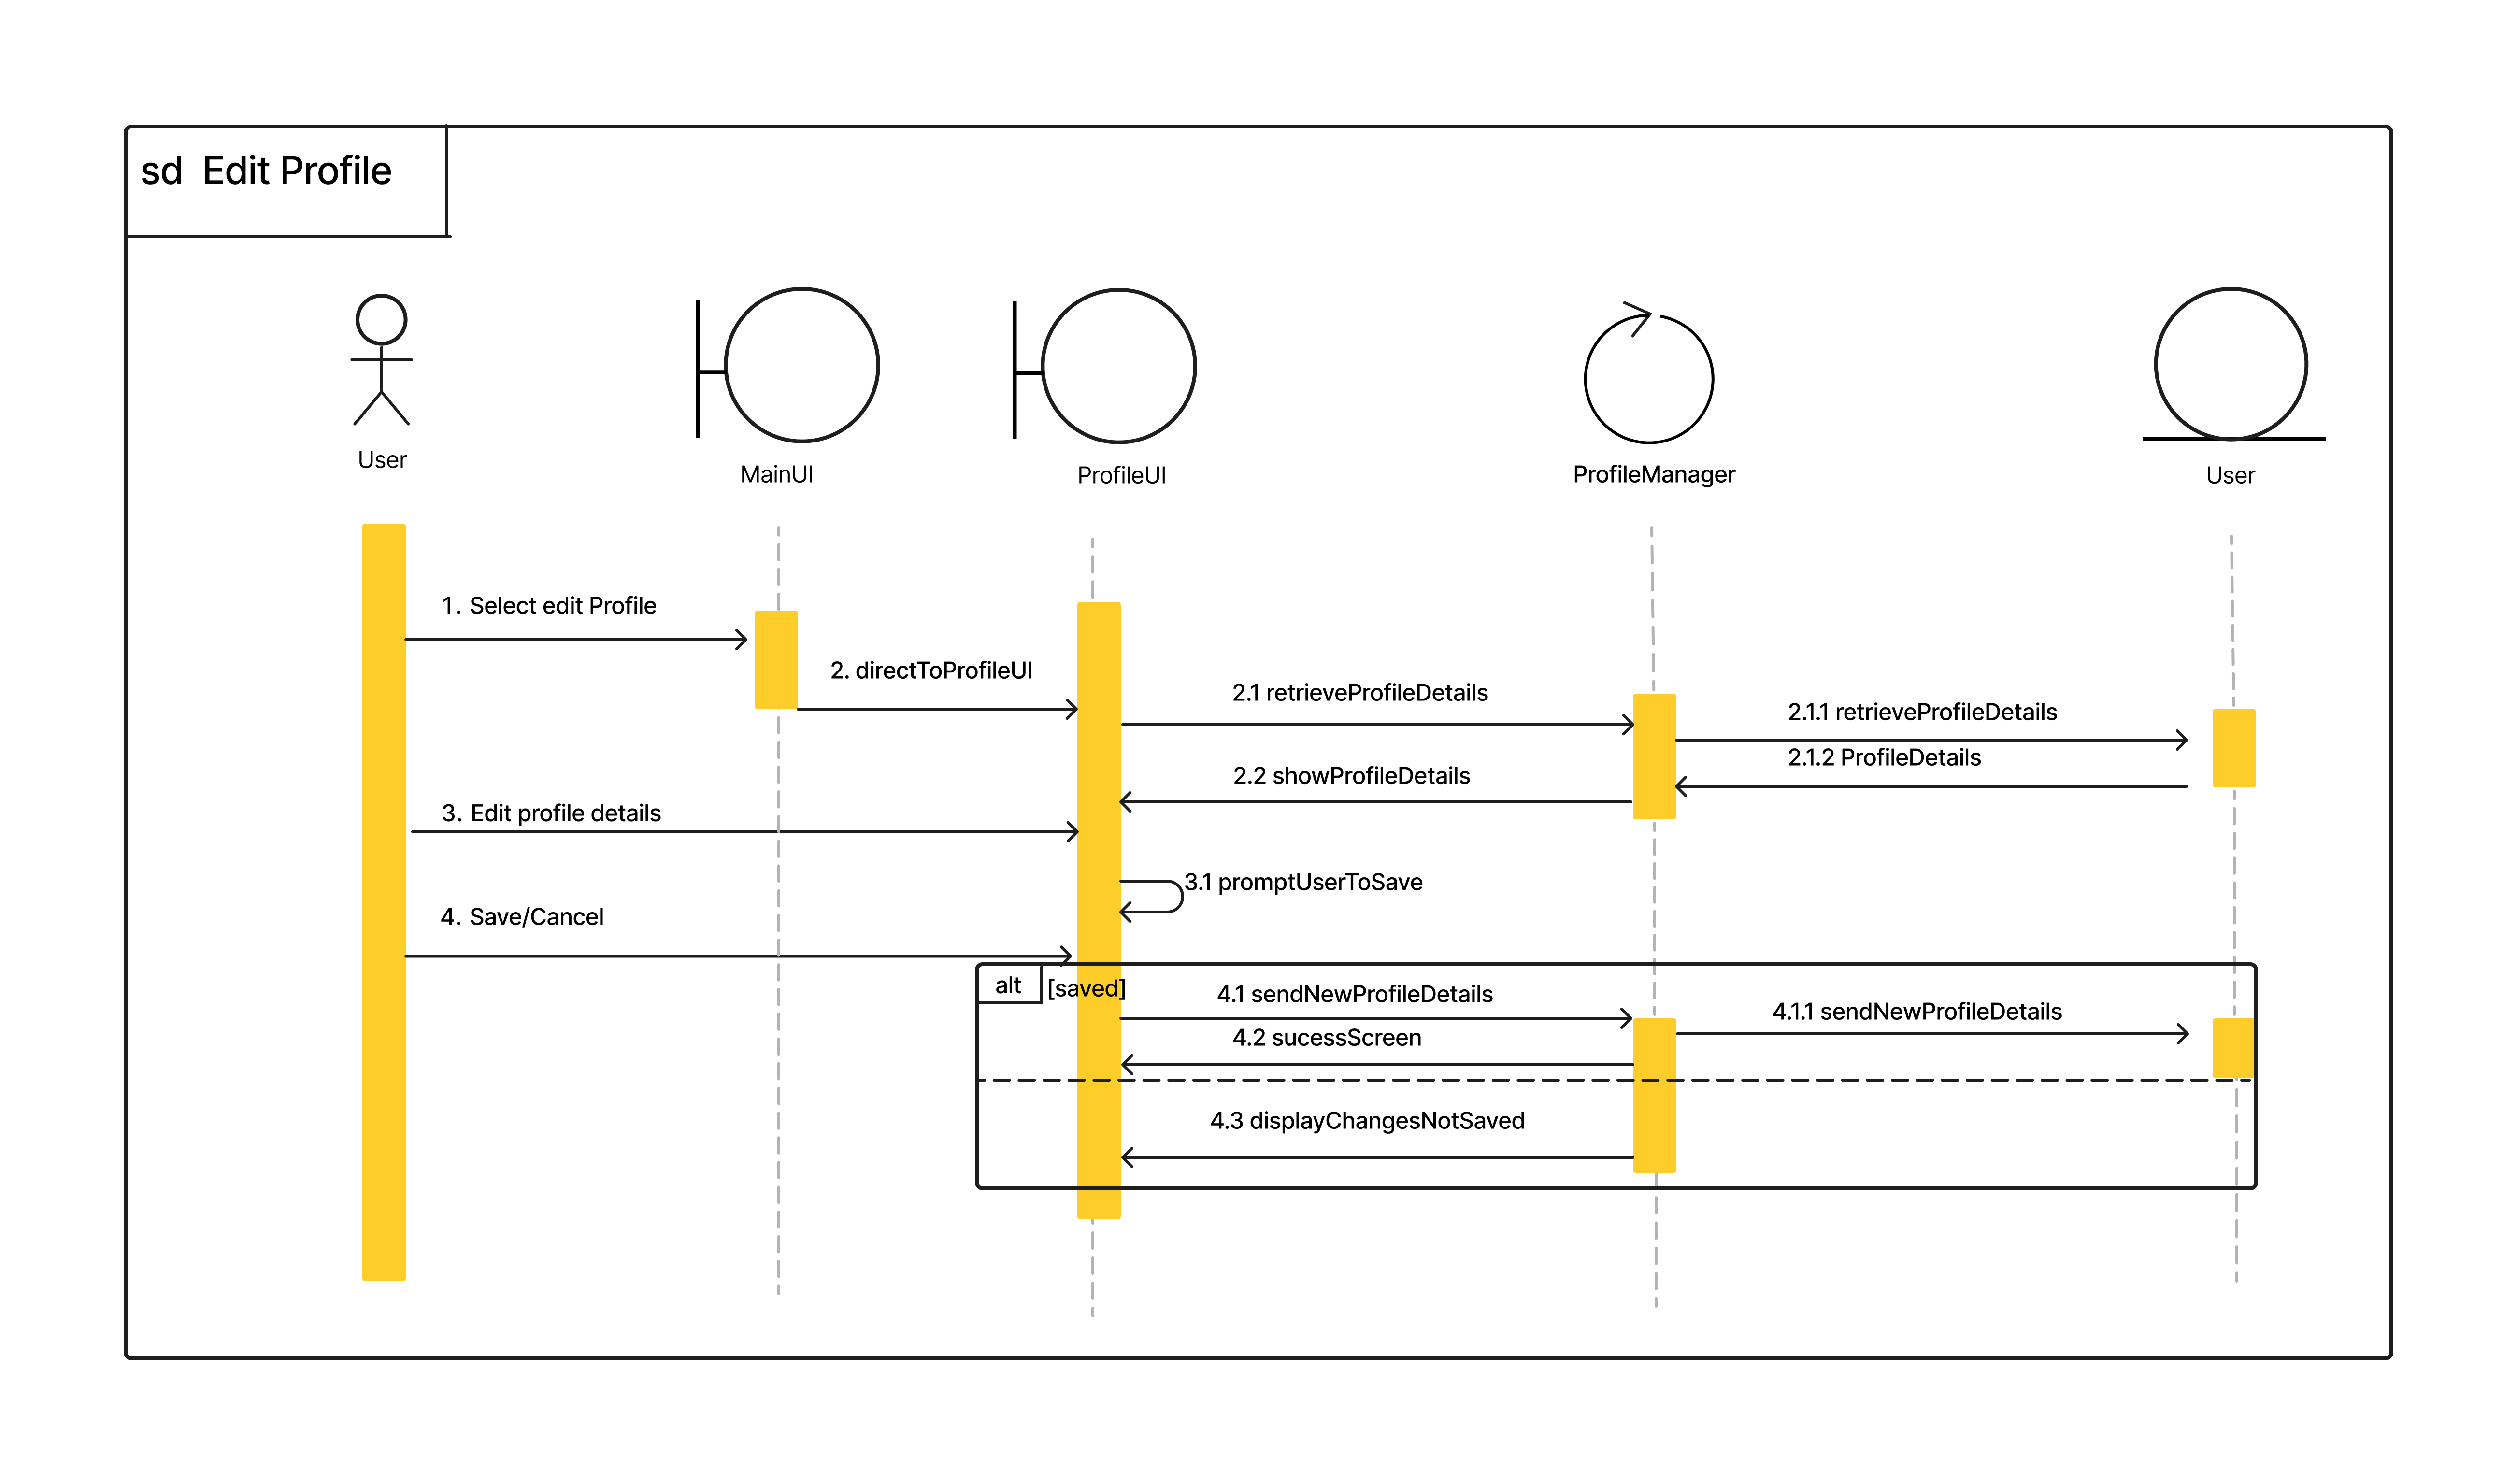 sd Edit Profile
User
MainUI
ProfileUI
ProfileManager
User
1. Select edit Profile
2. directToProfileUI
2.1 retrieveProfileDetails
2.1.1 retrieveProfileDetails
2.1.2 ProfileDetails
2.2 showProfileDetails
3. Edit profile details
3.1 promptUserToSave
4. Save/Cancel
alt [saved]
4.1 sendNewProfileDetails
4.1.1 sendNewProfileDetails
4.2 sucessScreen
4.3 displayChangesNotSaved